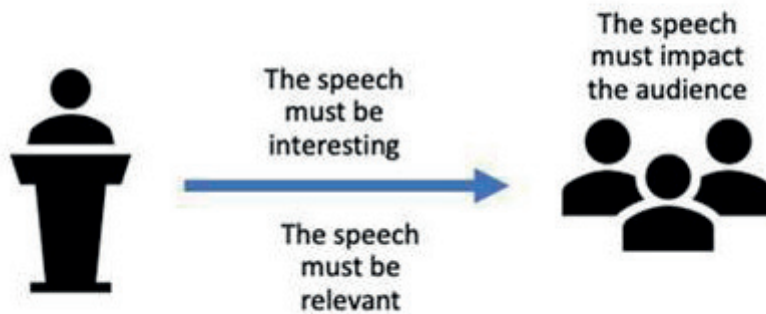 The speech
must be
interesting
The speech
must be
relevant
The speech
must impact
the audience